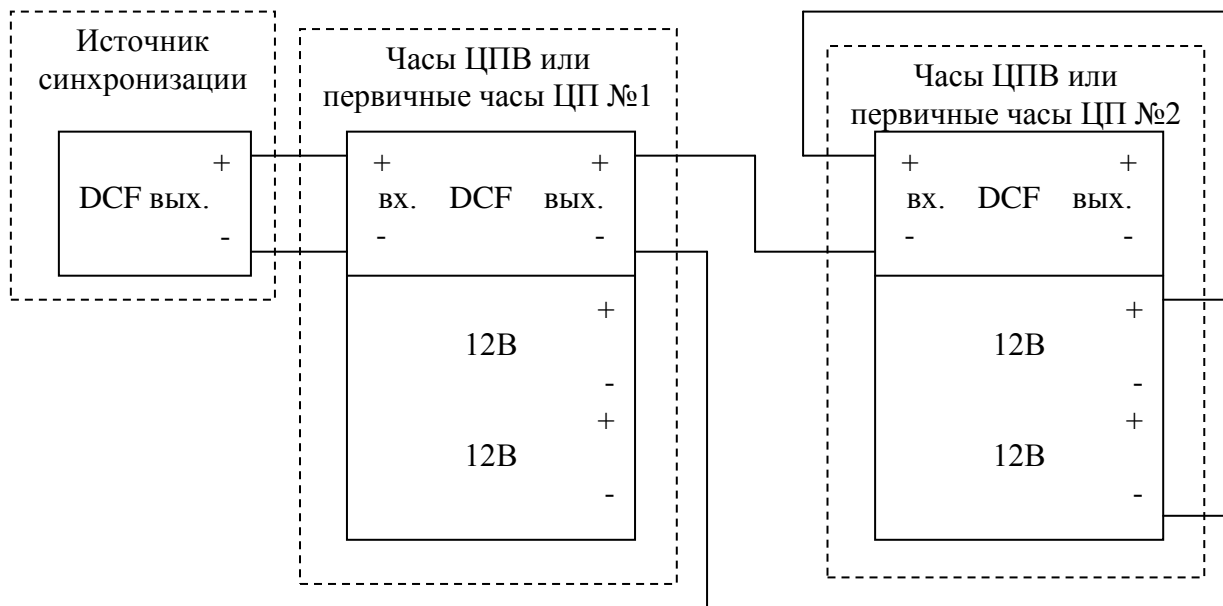 Источник
синхронизации
+
DCF вых.
-
Часы ЦПВ или
первичные часы ЦП №1
+ +
вх. DCF вых.
- -
+
12В
-
+
12В
-
Часы ЦПВ или
первичные часы ЦП №2
+ +
вх. DCF вых.
- -
+
12В
-
+
12В
-